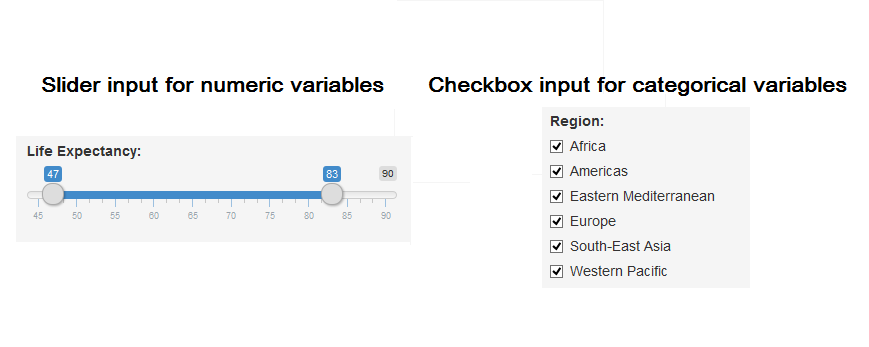 Slider input for numeric variables
Life Expectancy:
47 83 90
45 50 55 60 65 70 75 80 85 90
Checkbox input for categorical variables
Region:
Africa
Americas
Eastern Mediterranean
Europe
South-East Asia
Western Pacific